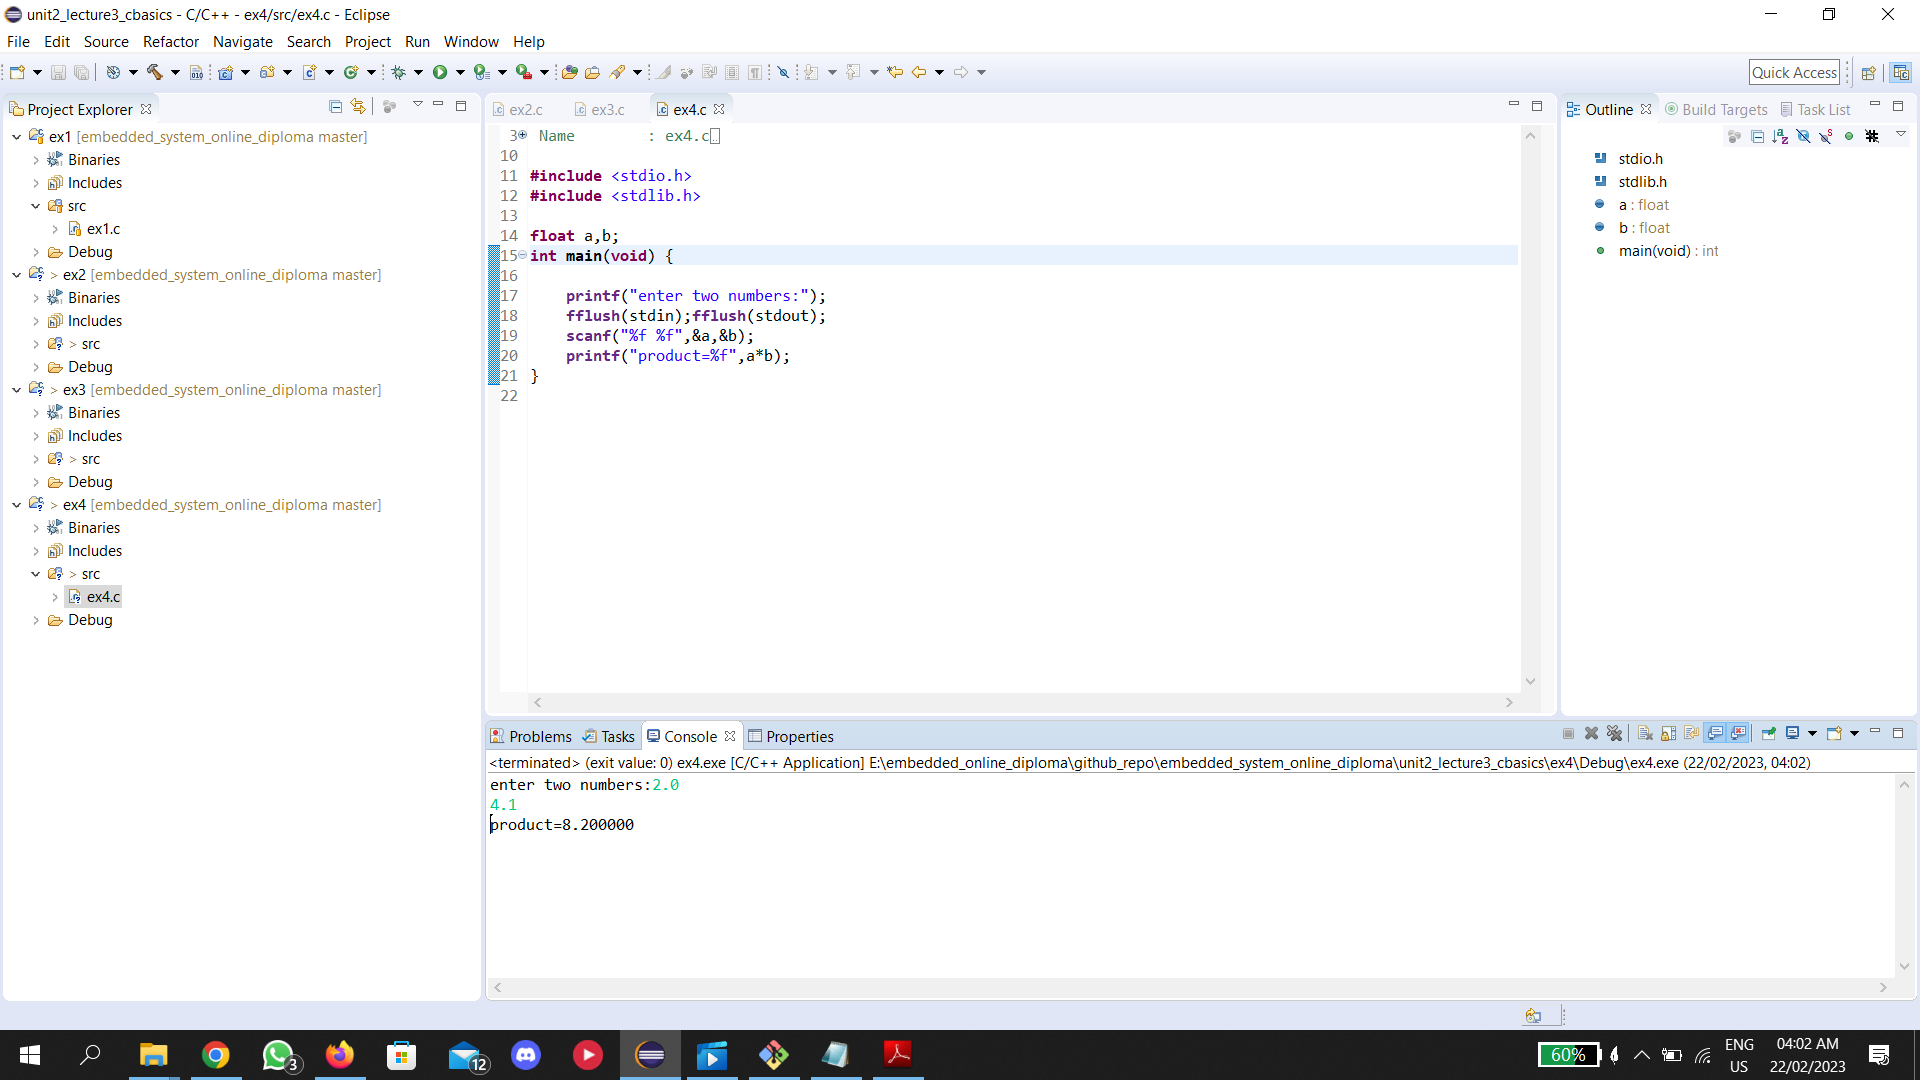 unit2_lecture3_cbasics - C/C++ - ex4/src/ex4.c - Eclipse
File Edit Source Refactor Navigate Search Project Run Window Help
Quick Access
Project Explorer
ex1 [embedded_system_online_diploma master]
Binaries
Includes
src
ex1.c
Debug
> ex2 [embedded_system_online_diploma master]
Binaries
Includes
> src
Debug
> ex3 [embedded_system_online_diploma master]
Binaries
Includes
> src
Debug
> ex4 [embedded_system_online_diploma master]
Binaries
Includes
> src
ex4.c
Debug
ex2.c ex3.c ex4.c
3 Name : ex4.c
10
11 #include <stdio.h>
12 #include <stdlib.h>
13
14 float a,b;
15 int main(void) {
16
17 printf("enter two numbers:");
18 fflush(stdin);fflush(stdout);
19 scanf("%f %f",&a,&b);
20 printf("product=%f",a*b);
21 }
22
Outline Build Targets Task List
stdio.h
stdlib.h
a : float
b : float
main(void) : int
Problems Tasks Console Properties
<terminated> (exit value: 0) ex4.exe [C/C++ Application] E:\embedded_online_diploma\github_repo\embedded_system_online_diploma\unit2_lecture3_cbasics\ex4\Debug\ex4.exe (22/02/2023, 04:02)
enter two numbers:2.0
4.1
product=8.200000
3
12
60%
ENG
US
04:02 AM
22/02/2023